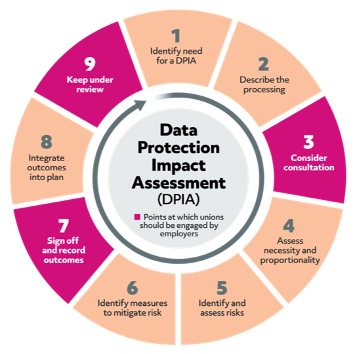 1
Identify need
for a DPIA
2
Describe the
processing
3
Consider
consultation
4
Assess
necessity and
proportionality
5
Identify and
assess risks
6
Identify measures
to mitigate risk
7
Sign off
and record
outcomes
8
Integrate
outcomes
into plan
9
Keep under
review
Data
Protection
Impact
Assessment
(DPIA)
Points at which unions
should be engaged by
employers